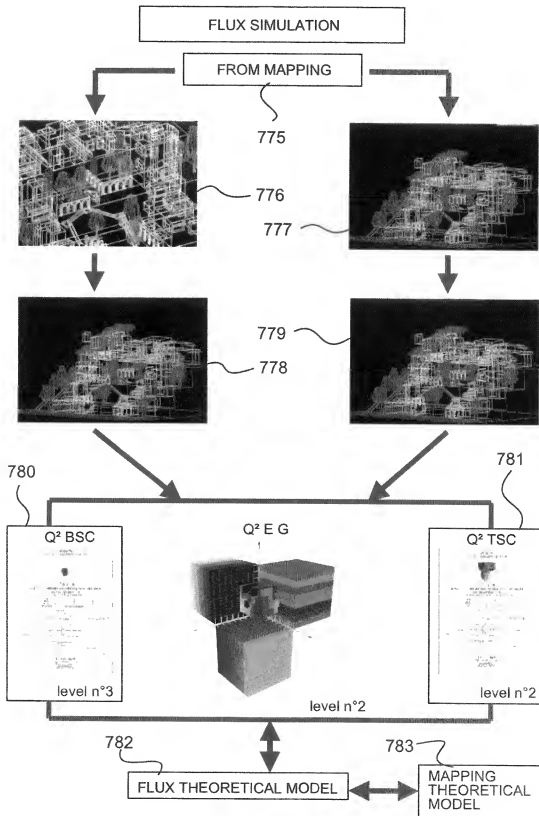 FLUX SIMULATION
FROM MAPPING
775
776
777
778
779
780
781
Q² BSC
Q² E G
Q² TSC
level n°3
level n°2
level n°2
782
783
FLUX THEORETICAL MODEL
MAPPING
THEORETICAL
MODEL